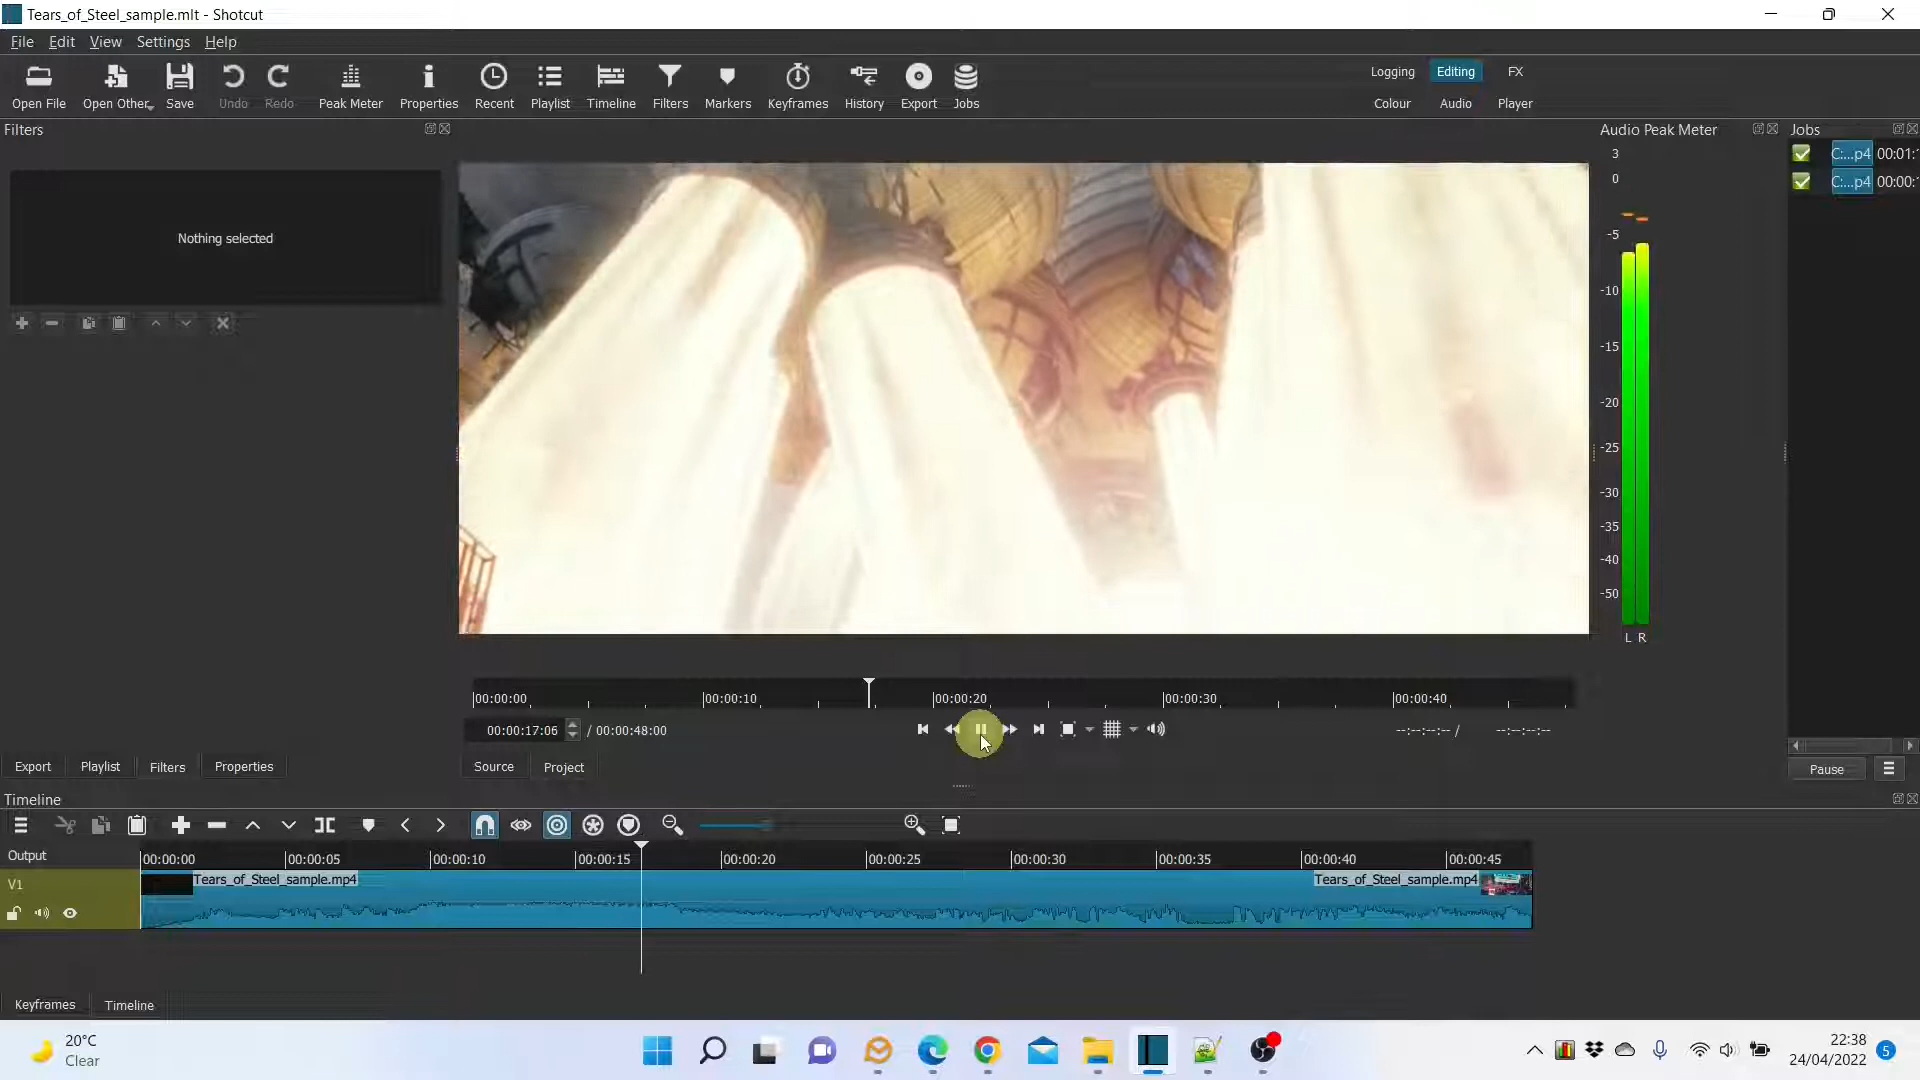 Tears_of_Steel_sample.mlt - Shotcut
File Edit View Settings Help
Open File Open Other Save Undo Redo Peak Meter Properties Recent Playlist Timeline Filters Markers Keyframes History Export Jobs
Logging Editing FX
Colour Audio Player
Filters
Audio Peak Meter
Jobs
Nothing selected
3
0
-5
-10
-15
-20
-25
-30
-35
-40
-50
L R
C:...p4 00:01:
C:...p4 00:00:
00:00:00 00:00:10 00:00:20 00:00:30 00:00:40
00:00:17:06 / 00:00:48:00
--:--:--:-- / --:--:--:--
Export Playlist Filters Properties
Source Project
Pause
Timeline
Output
00:00:00 00:00:05 00:00:10 00:00:15 00:00:20 00:00:25 00:00:30 00:00:35 00:00:40 00:00:45
V1
Tears_of_Steel_sample.mp4
Tears_of_Steel_sample.mp4
Keyframes Timeline
20°C
Clear
22:38
24/04/2022
5